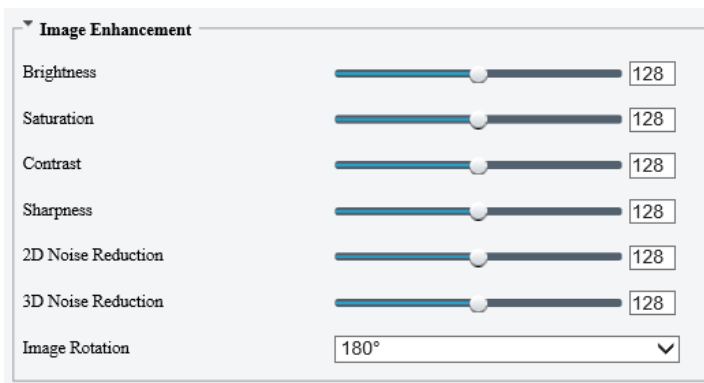 Image Enhancement
Brightness 128
Saturation 128
Contrast 128
Sharpness 128
2D Noise Reduction 128
3D Noise Reduction 128
Image Rotation 180°